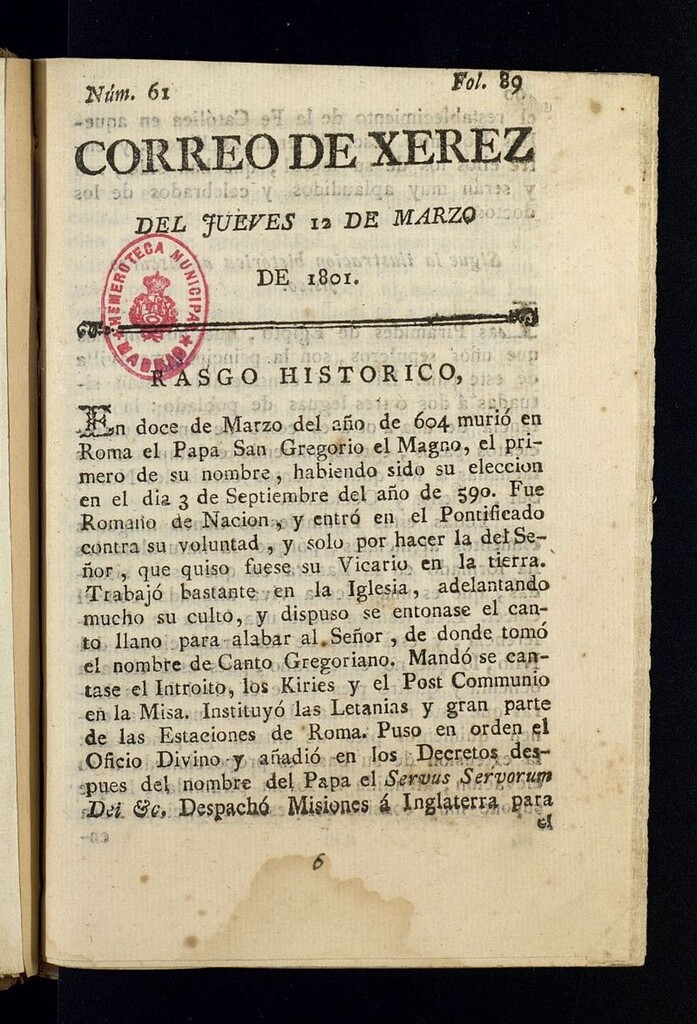 Núm. 61 Fol. 89
CORREO DE XEREZ
DEL JUEVES 12 DE MARZO
DE 1801.
HEMEROTECA MUNICIPAL
MADRID
RASGO HISTORICO,
En doce de Marzo del año de 604 murió en
Roma el Papa San Gregorio el Magno, el pri-
mero de su nombre, habiendo sido su eleccion
en el dia 3 de Septiembre del año de 590. Fue
Romano de Nacion, y entró en el Pontificado
contra su voluntad, y solo por hacer la del Se-
ñor, que quiso fuese su Vicario en la tierra.
Trabajó bastante en la Iglesia, adelantando
mucho su culto, y dispuso se entonase el can-
to llano para alabar al Señor, de donde tomó
el nombre de Canto Gregoriano. Mandó se can-
tase el Introito, los Kiries y el Post Communio
en la Misa. Instituyó las Letanias y gran parte
de las Estaciones de Roma. Puso en orden el
Oficio Divino y añadió en los Decretos des-
pues del nombre del Papa el Servus Servorum
Dei &c. Despachó Misiones á Inglaterra para
el
6